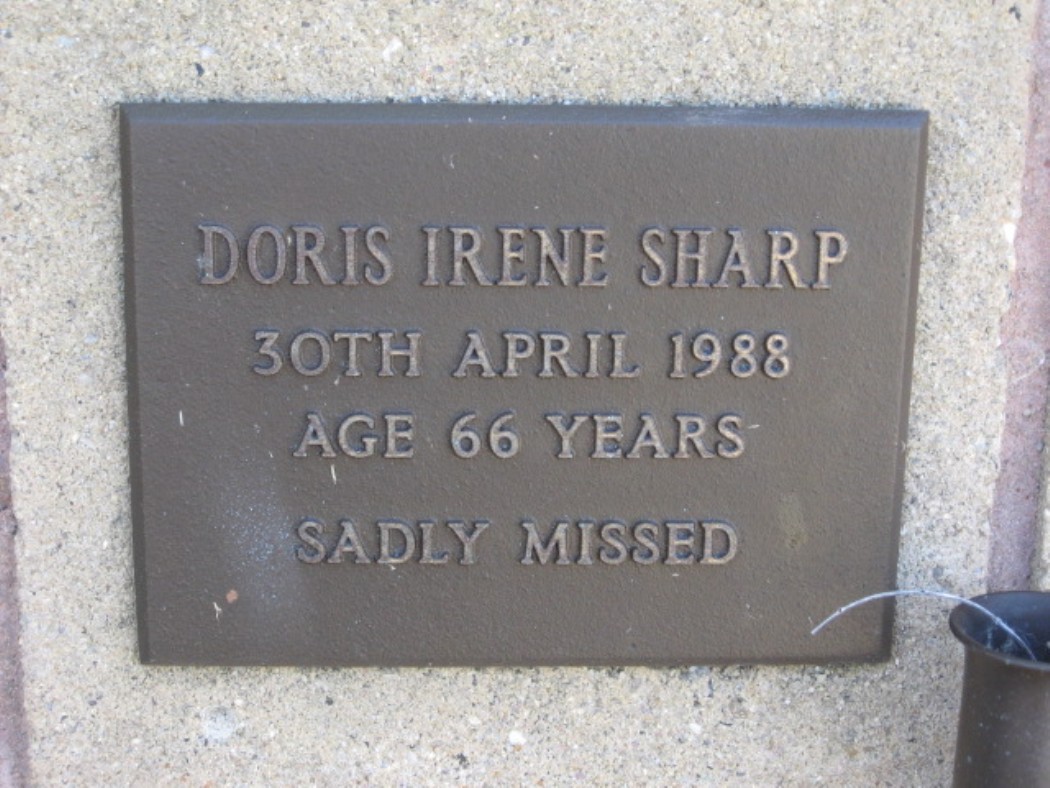 DORIS IRENE SHARP
30TH APRIL 1988
AGE 66 YEARS
SADLY MISSED